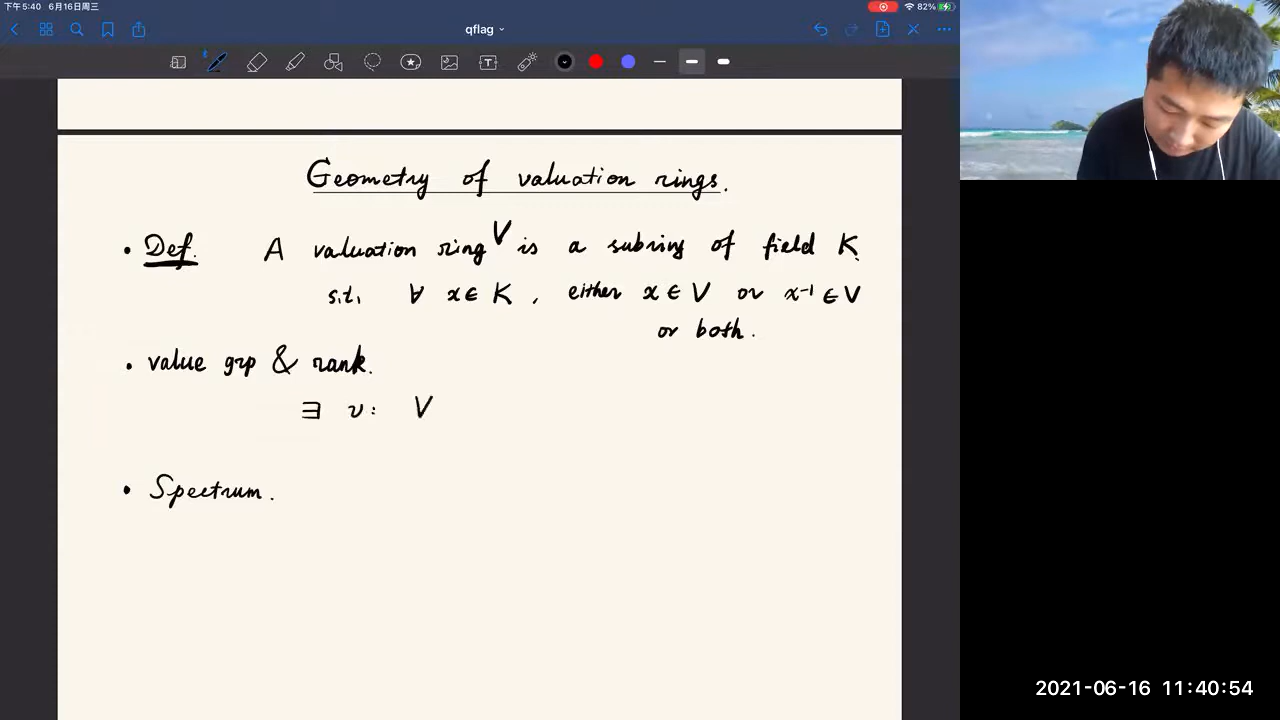 下午5:40 6月16日周三
82%
qflag
Geometry of valuation rings.
• Def. A valuation ring V is a subring of field K
s.t. ∀ x ∈ K , either x ∈ V or x⁻¹ ∈ V
or both.
• value grp & rank.
∃ v: V
• Spectrum.
2021-06-16 11:40:54